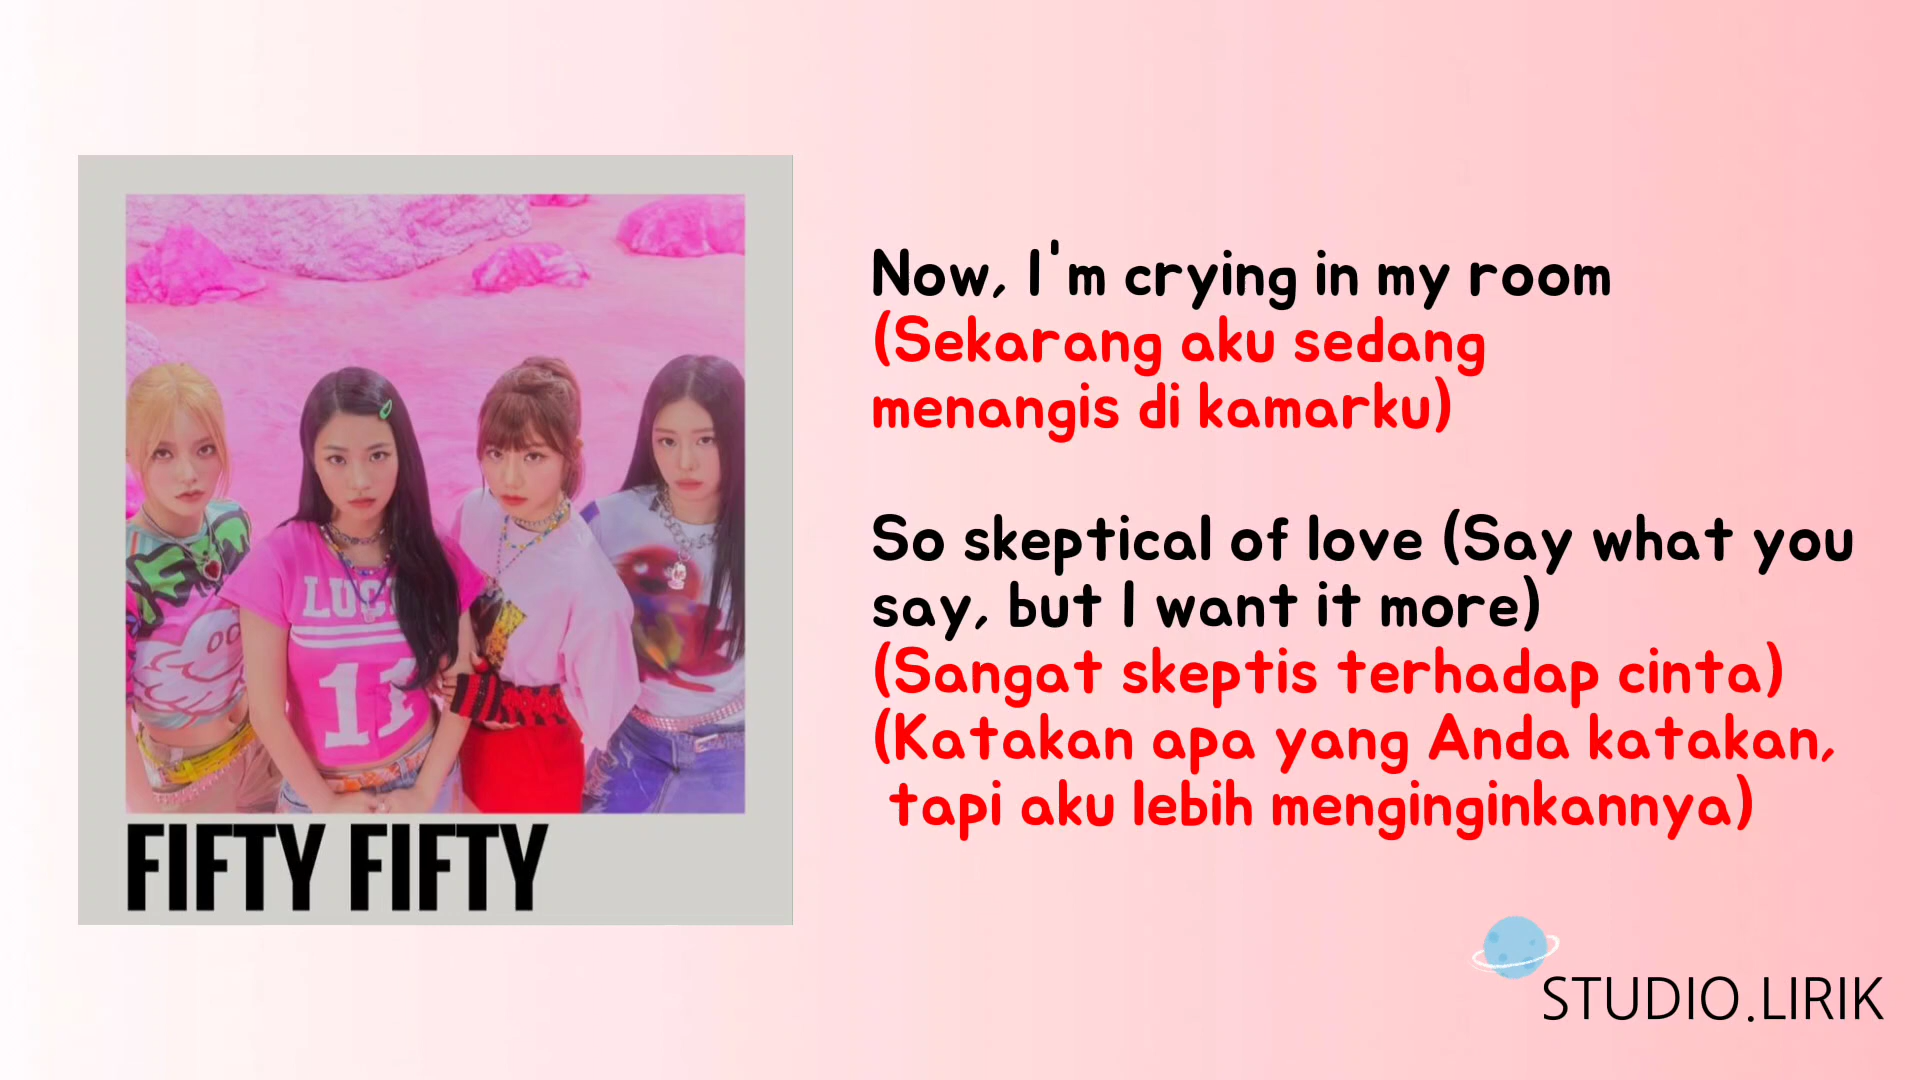 LUC
11
FIFTY FIFTY
Now, I'm crying in my room
(Sekarang aku sedang
menangis di kamarku)
So skeptical of love (Say what you
say, but I want it more)
(Sangat skeptis terhadap cinta)
(Katakan apa yang Anda katakan,
tapi aku lebih menginginkannya)
STUDIO.LIRIK